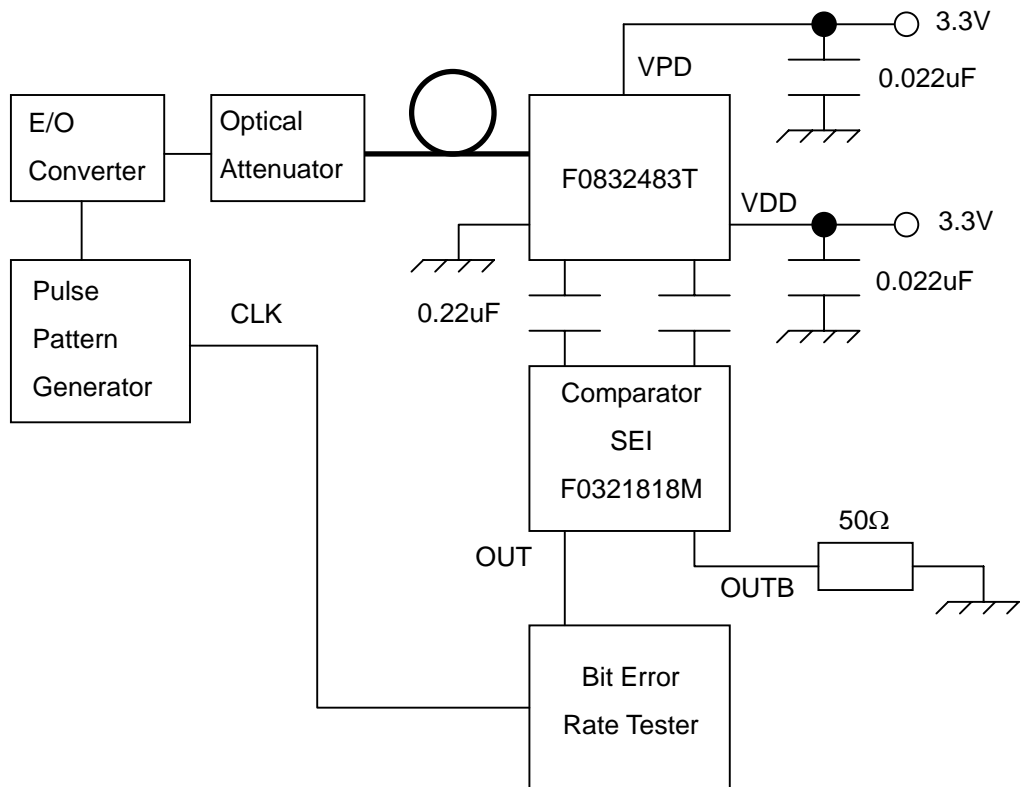 3.3V
VPD
0.022uF
E/O
Converter
Optical
Attenuator
F0832483T
VDD
3.3V
0.022uF
Pulse
Pattern
Generator
CLK
0.22uF
Comparator
SEI
F0321818M
50Ω
OUT
OUTB
Bit Error
Rate Tester